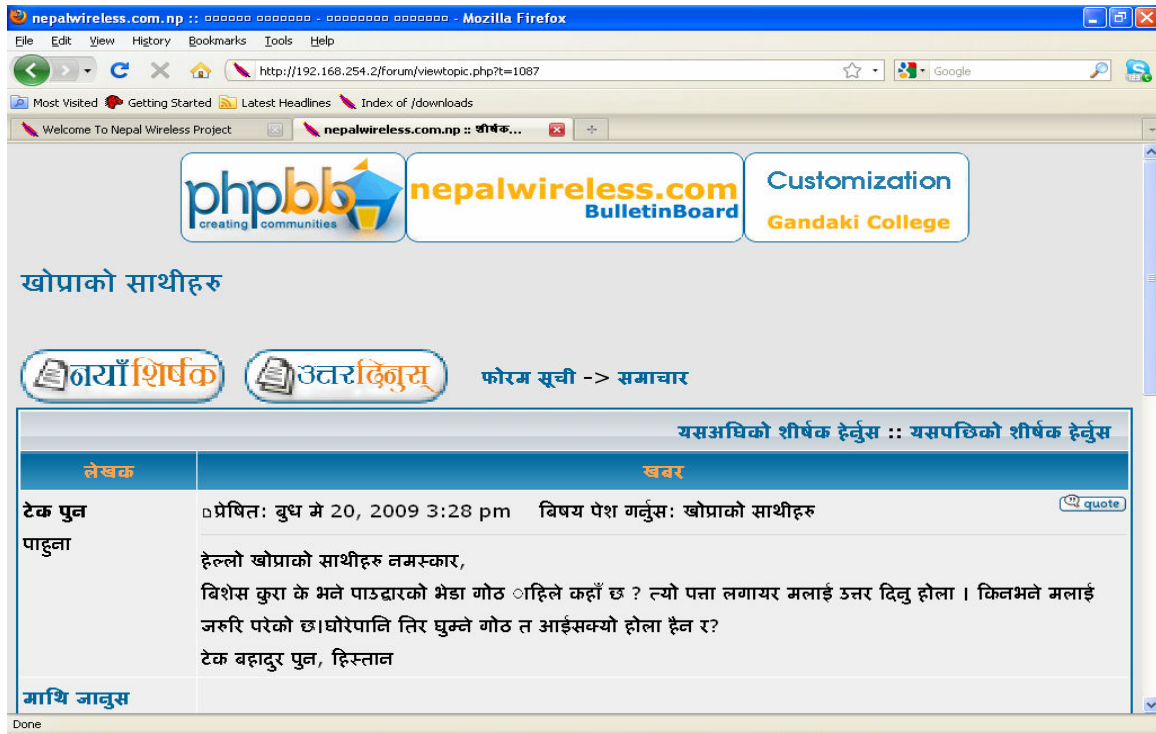 nepalwireless.com.np :: □□□□□□ □□□□□□□ - □□□□□□□□ □□□□□□□ - Mozilla Firefox
File Edit View History Bookmarks Tools Help
http://192.168.254.2/forum/viewtopic.php?t=1087 Google
Most Visited Getting Started Latest Headlines Index of /downloads
Welcome To Nepal Wireless Project nepalwireless.com.np :: शीर्षक...
phpbb creating communities
nepalwireless.com BulletinBoard
Customization
Gandaki College
खोप्राको साथीहरु
नयाँ शिर्षक उत्तर दिनुस् फोरम सूची -> समाचार
यसअघिको शीर्षक हेर्नुस :: यसपछिको शीर्षक हेर्नुस
लेखक खबर
टेक पुन प्रेषित: बुध मे 20, 2009 3:28 pm बिषय पेश गर्नुस: खोप्राको साथीहरु quote
पाहुना
हेल्लो खोप्राको साथीहरु नमस्कार,
बिशेस कुरा के भने पाउद्वारको भेडा गोठ ािहले कहाँ छ ? त्यो पत्ता लगायर मलाई उत्तर दिनु होला । किनभने मलाई
जरुरि परेको छ।घोरेपानि तिर घुम्ने गोठ त आईसक्यो होला हैन र?
टेक बहादुर पुन, हिस्तान
माथि जानुस
Done